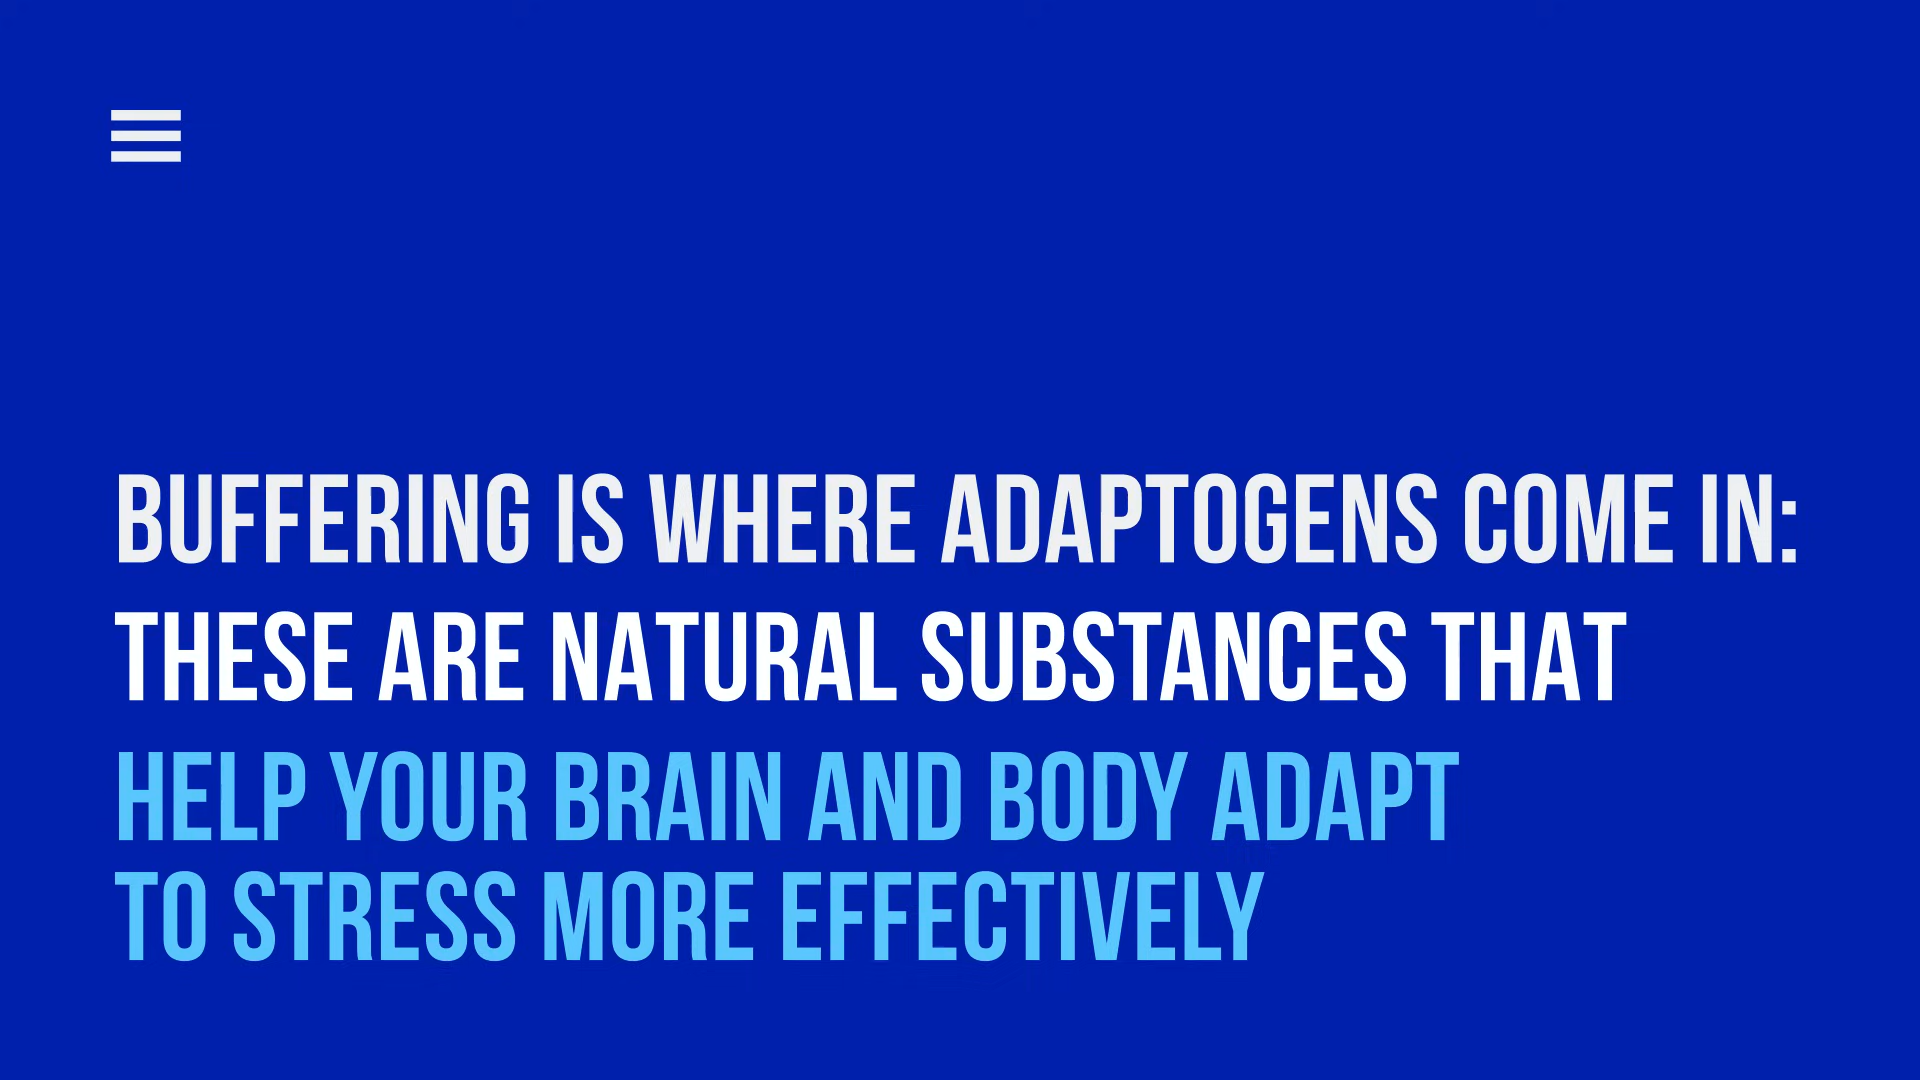 BUFFERING IS WHERE ADAPTOGENS COME IN:
THESE ARE NATURAL SUBSTANCES THAT
HELP YOUR BRAIN AND BODY ADAPT
TO STRESS MORE EFFECTIVELY